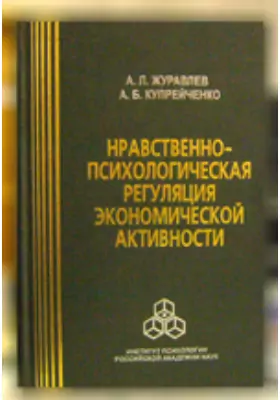 А. Л. ЖУРАВЛЕВ
А. Б. КУПРЕЙЧЕНКО
НРАВСТВЕННО-
ПСИХОЛОГИЧЕСКАЯ
РЕГУЛЯЦИЯ
ЭКОНОМИЧЕСКОЙ
АКТИВНОСТИ
ИНСТИТУТ ПСИХОЛОГИИ
РОССИЙСКОЙ АКАДЕМИИ НАУК